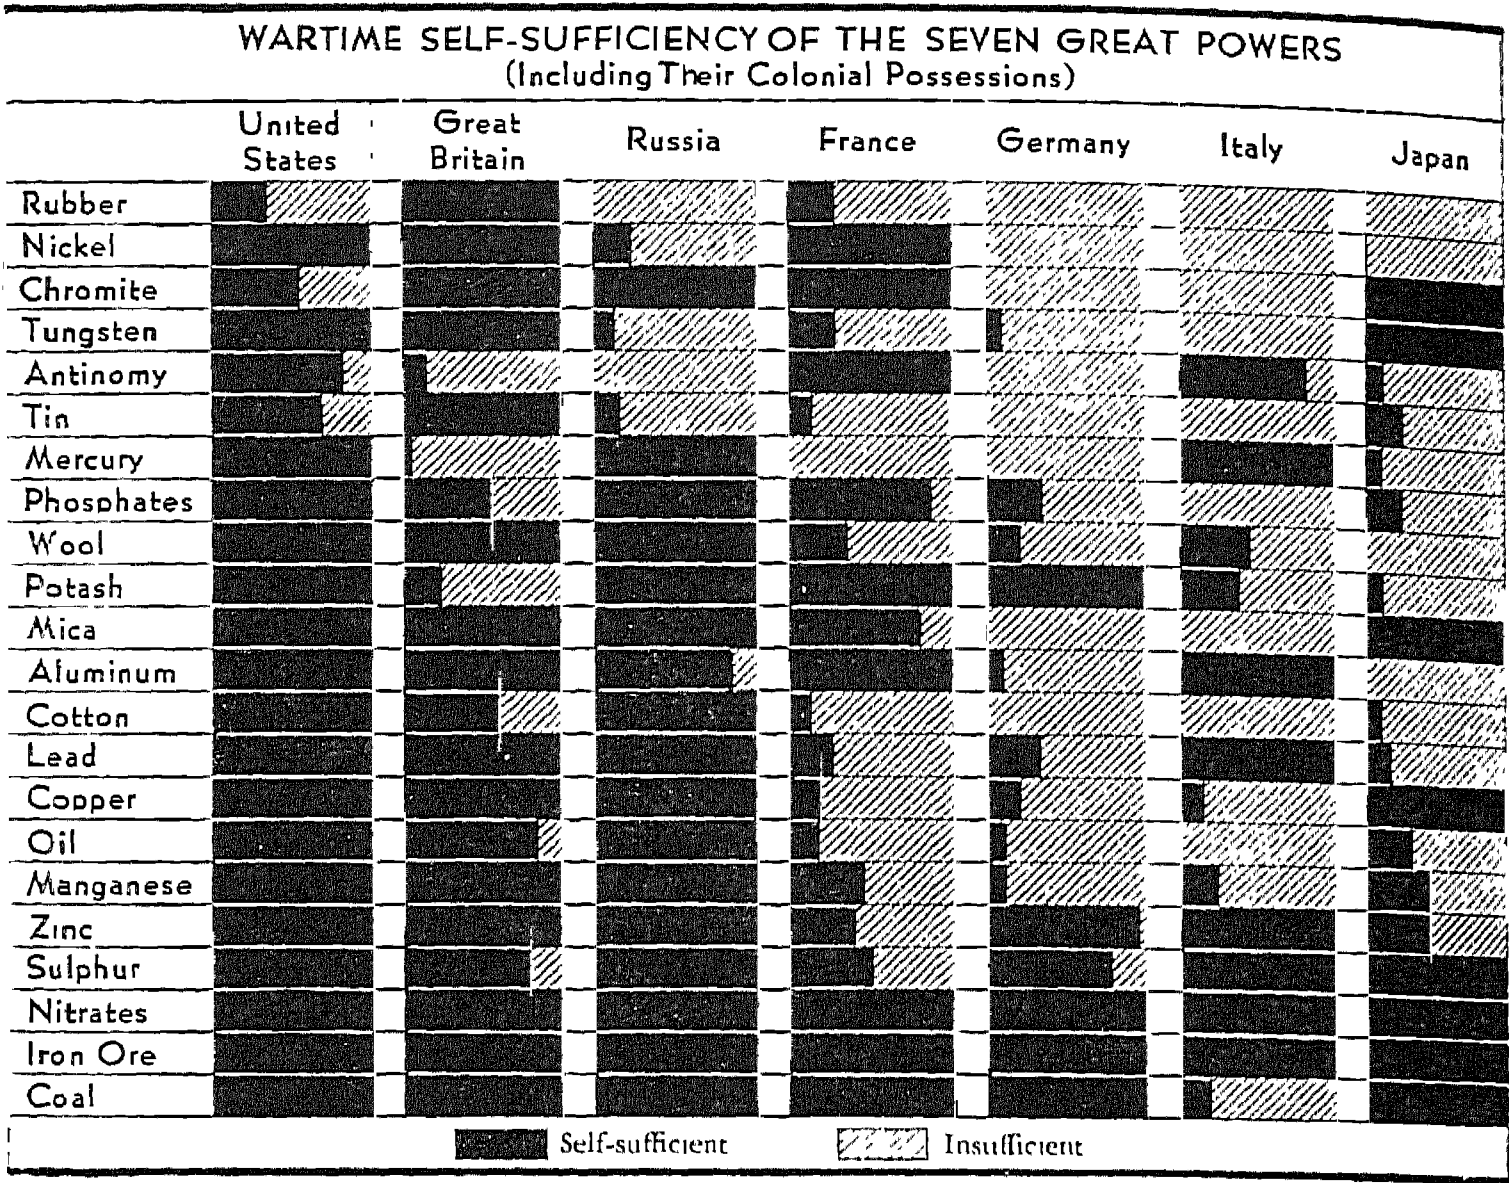 WARTIME SELF-SUFFICIENCY OF THE SEVEN GREAT POWERS
(Including Their Colonial Possessions)
United States
Great Britain
Russia
France
Germany
Italy
Japan
Rubber
Nickel
Chromite
Tungsten
Antinomy
Tin
Mercury
Phosphates
Wool
Potash
Mica
Aluminum
Cotton
Lead
Copper
Oil
Manganese
Zinc
Sulphur
Nitrates
Iron Ore
Coal
Self-sufficient
Insufficient